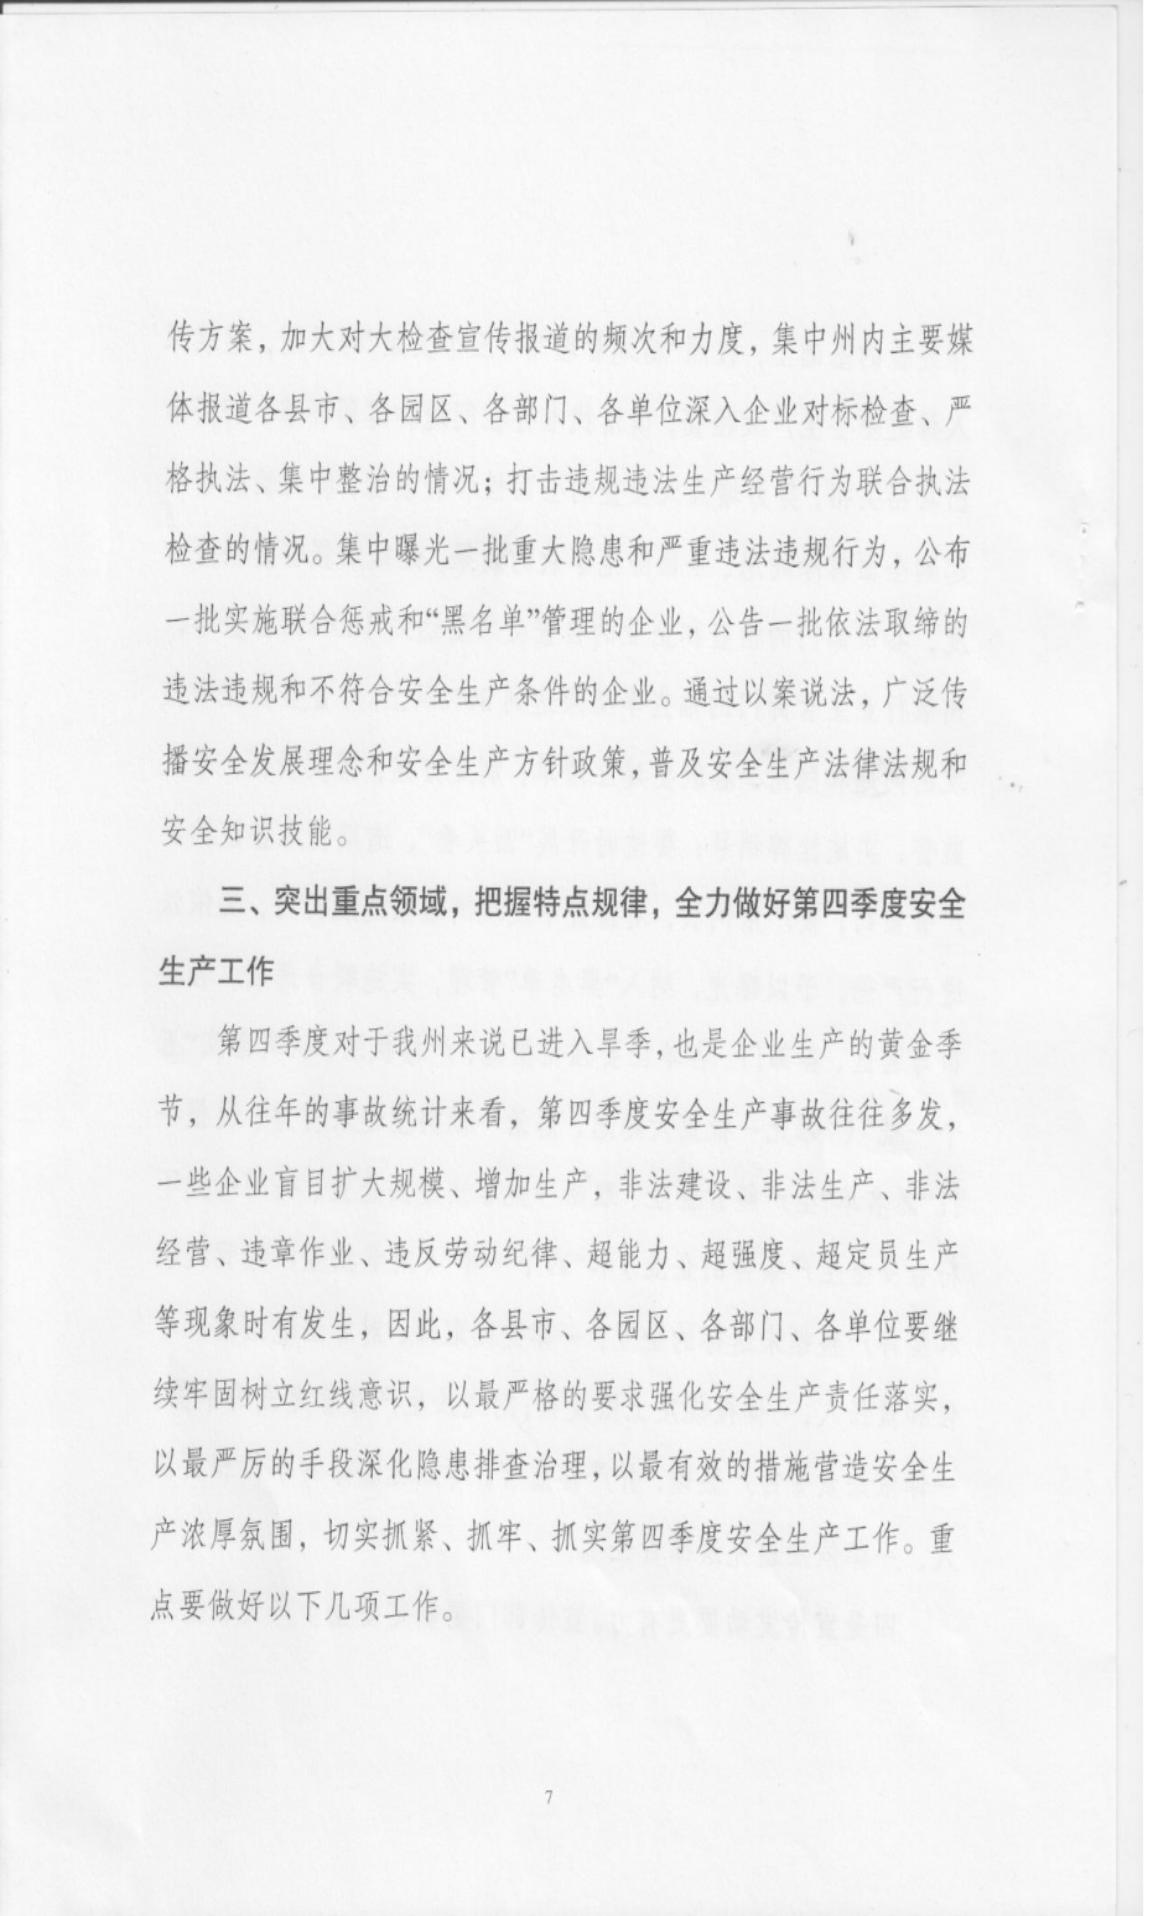 传方案，加大对大检查宣传报道的频次和力度，集中州内主要媒
体报道各县市、各园区、各部门、各单位深入企业对标检查、严
格执法、集中整治的情况；打击违规违法生产经营行为联合执法
检查的情况。集中曝光一批重大隐患和严重违法违规行为，公布
一批实施联合惩戒和“黑名单”管理的企业，公告一批依法取缔的
违法违规和不符合安全生产条件的企业。通过以案说法，广泛传
播安全发展理念和安全生产方针政策，普及安全生产法律法规和
安全知识技能。
三、突出重点领域，把握特点规律，全力做好第四季度安全
生产工作
第四季度对于我州来说已进入旱季，也是企业生产的黄金季
节，从往年的事故统计来看，第四季度安全生产事故往往多发，
一些企业盲目扩大规模、增加生产，非法建设、非法生产、非法
经营、违章作业、违反劳动纪律、超能力、超强度、超定员生产
等现象时有发生，因此，各县市、各园区、各部门、各单位要继
续牢固树立红线意识，以最严格的要求强化安全生产责任落实，
以最严厉的手段深化隐患排查治理，以最有效的措施营造安全生
产浓厚氛围，切实抓紧、抓牢、抓实第四季度安全生产工作。重
点要做好以下几项工作。
7